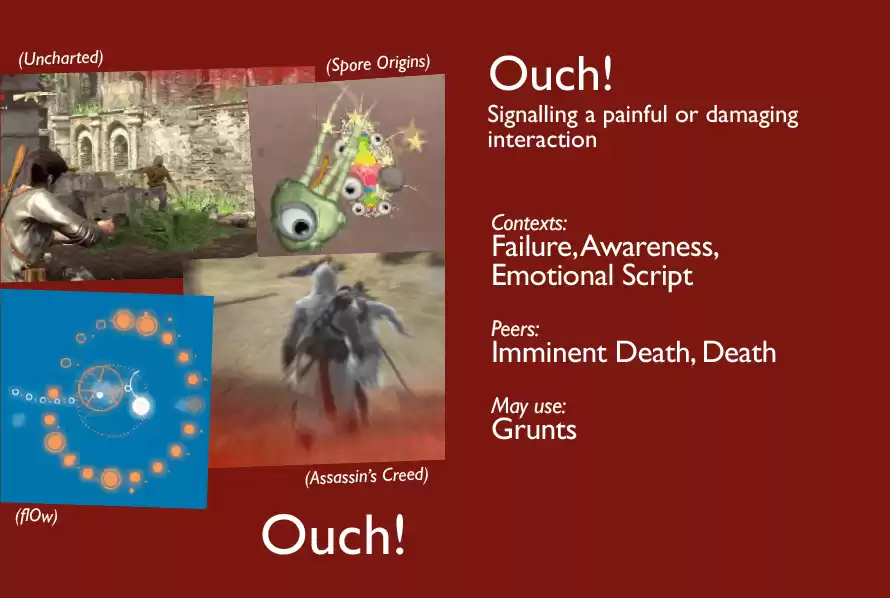 (Uncharted)
(Spore Origins)
(Assassin's Creed)
(flOw)
Ouch!
Ouch!
Signalling a painful or damaging
interaction
Contexts:
Failure, Awareness,
Emotional Script
Peers:
Imminent Death, Death
May use:
Grunts